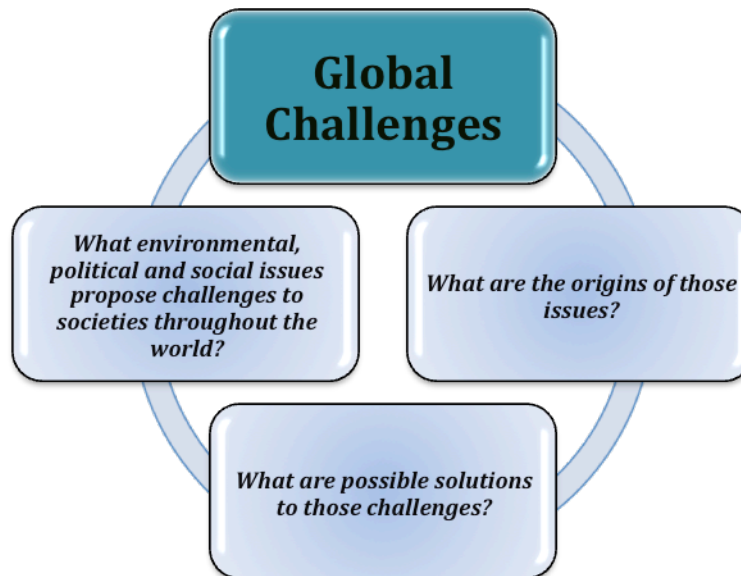 Global
Challenges
What environmental,
political and social issues
propose challenges to
societies throughout the
world?
What are the origins of those
issues?
What are possible solutions
to those challenges?